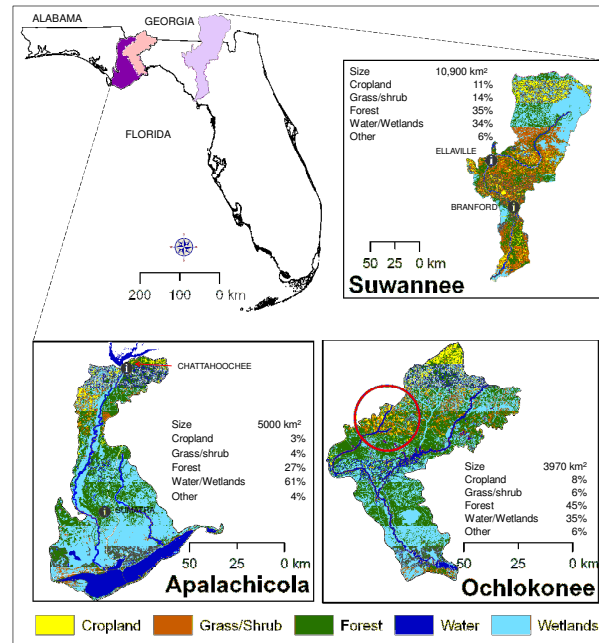 ALABAMA
GEORGIA
FLORIDA
200 100 0 km
Size 10,900 km²
Cropland 11%
Grass/shrub 14%
Forest 35%
Water/Wetlands 34%
Other 6%
ELLAVILLE
BRANFORD
50 25 0 km
Suwannee
CHATTAHOOCHEE
Size 5000 km²
Cropland 3%
Grass/shrub 4%
Forest 27%
Water/Wetlands 61%
Other 4%
SUMATRA
50 25 0 km
Apalachicola
Size 3970 km²
Cropland 8%
Grass/shrub 6%
Forest 45%
Water/Wetlands 35%
Other 6%
50 25 0 km
Ochlokonee
Cropland Grass/Shrub Forest Water Wetlands